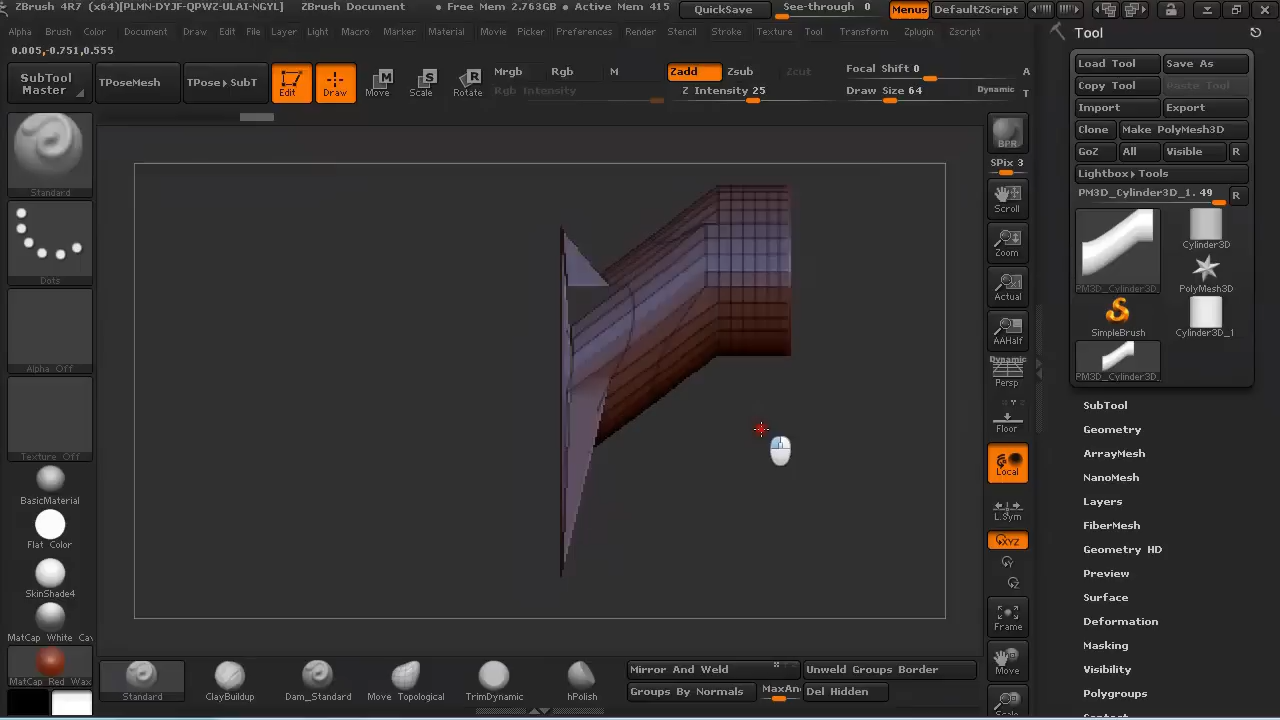 ZBrush 4R7 (x64)[PLMN-DYJF-QPWZ-ULAI-NGYL] ZBrush Document • Free Mem 2.763GB • Active Mem 415 QuickSave See-through 0 Menus DefaultZScript
Alpha Brush Color Document Draw Edit File Layer Light Macro Marker Material Movie Picker Preferences Render Stencil Stroke Texture Tool Transform Zplugin Zscript
0.005,-0.751,0.555
SubTool Master
TPoseMesh
TPose▸SubT
Edit
Draw
Move
Scale
Rotate
Mrgb Rgb M
Rgb Intensity
Zadd Zsub Zcut
Z Intensity 25
Focal Shift 0
Draw Size 64
Dynamic
A
T
Standard
Dots
Alpha Off
Texture Off
BasicMaterial
Flat Color
SkinShade4
MatCap White Cav
MatCap Red Wax
BPR
SPix 3
Scroll
Zoom
Actual
AAHalf
Dynamic
Persp
Floor
Local
L.Sym
XYZ
Y
Z
Frame
Move
Scale
Standard
ClayBuildup
Dam_Standard
Move Topological
TrimDynamic
hPolish
Mirror And Weld
Unweld Groups Border
Groups By Normals
MaxAn
Del Hidden
Tool
Load Tool Save As
Copy Tool Paste Tool
Import Export
Clone Make PolyMesh3D
GoZ All Visible R
Lightbox▸Tools
PM3D_Cylinder3D_1. 49 R
PM3D_Cylinder3D_
Cylinder3D
PolyMesh3D
SimpleBrush
Cylinder3D_1
PM3D_Cylinder3D_
SubTool
Geometry
ArrayMesh
NanoMesh
Layers
FiberMesh
Geometry HD
Preview
Surface
Deformation
Masking
Visibility
Polygroups
Contact